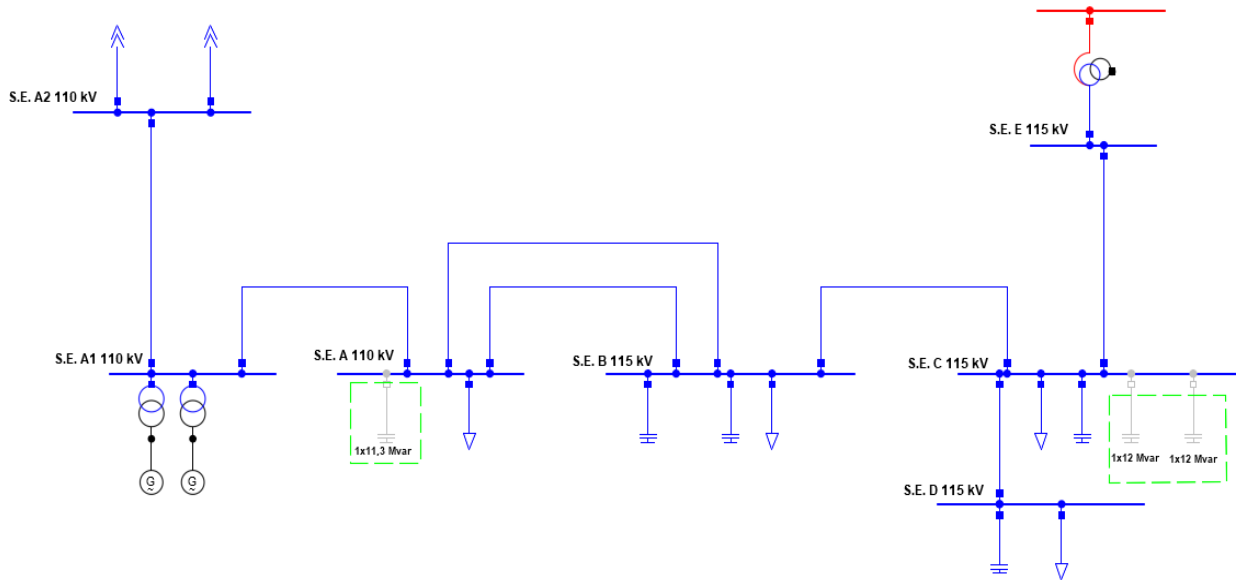 S.E. A2 110 kV
S.E. E 115 kV
S.E. A1 110 kV
S.E. A 110 kV
S.E. B 115 kV
S.E. C 115 kV
1x11,3 Mvar
1x12 Mvar
1x12 Mvar
G
~
G
~
S.E. D 115 kV